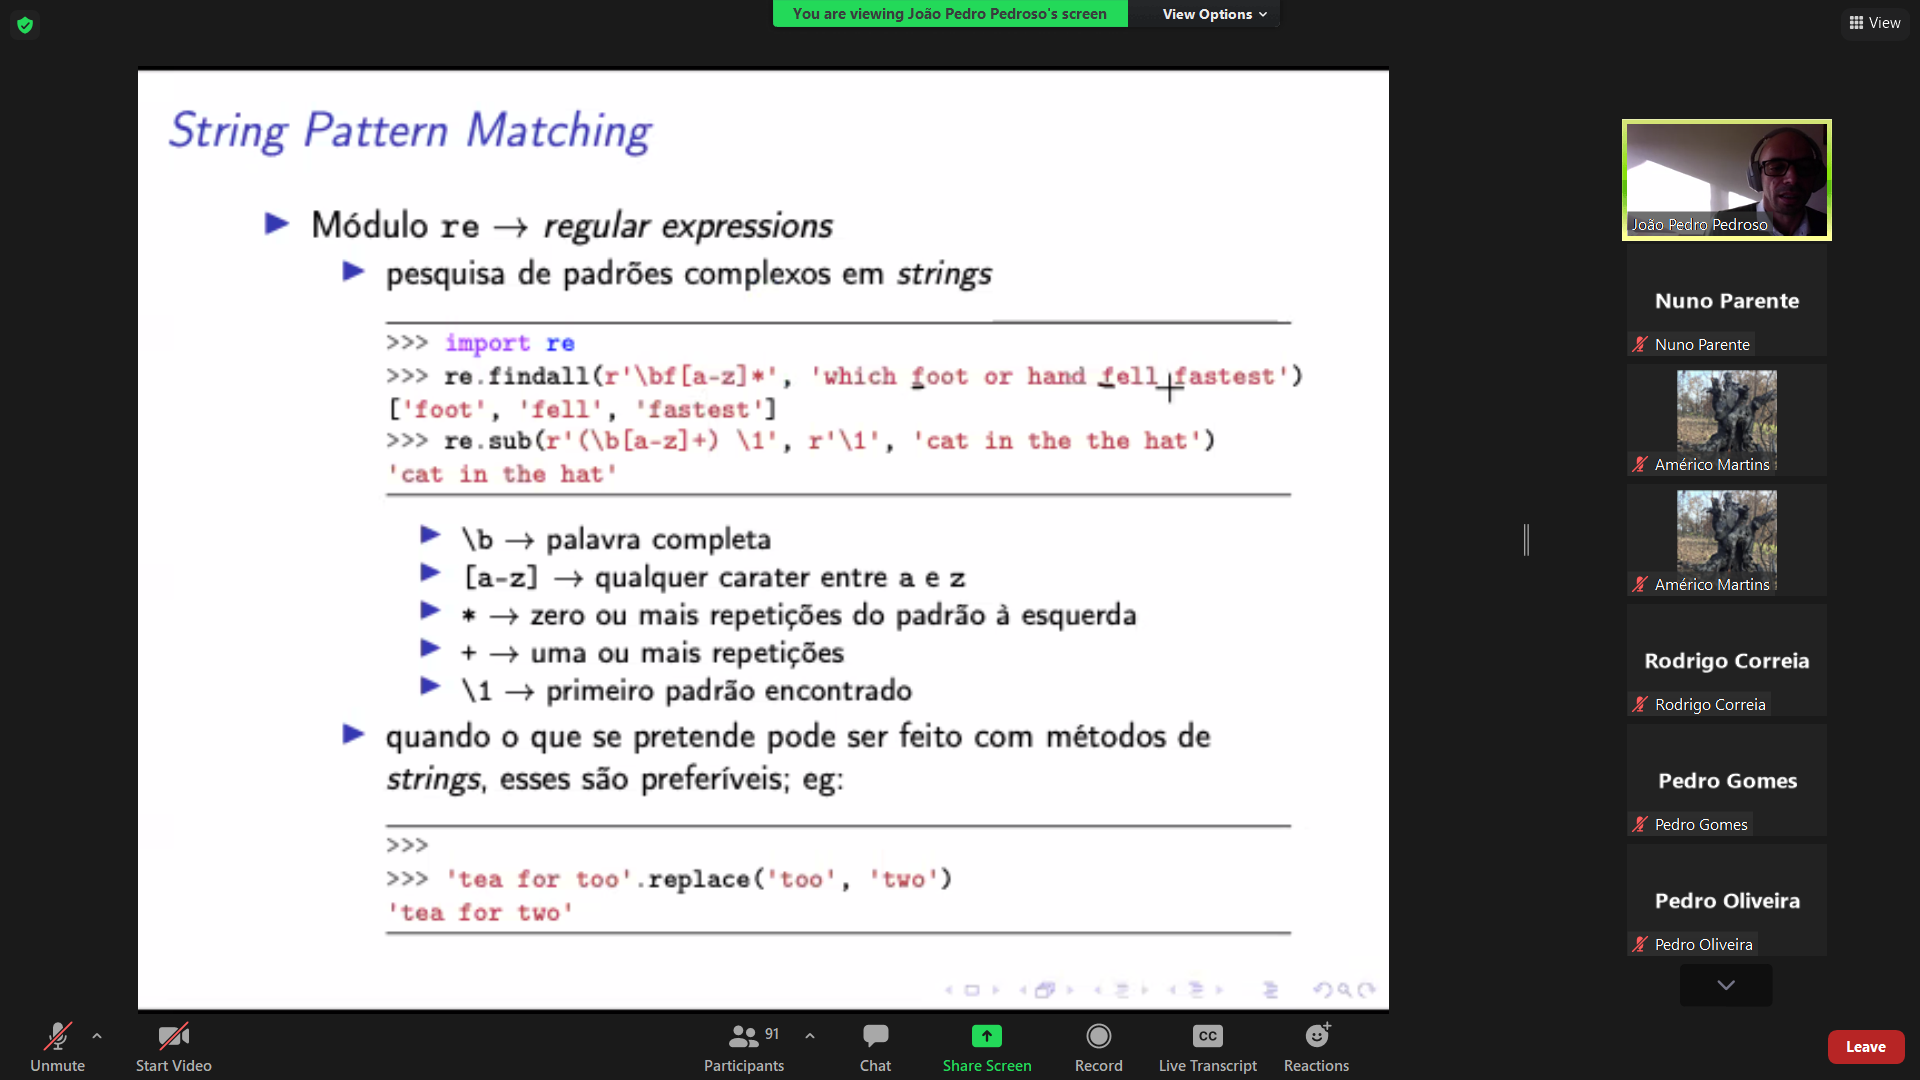 You are viewing João Pedro Pedroso's screen
View Options
View
String Pattern Matching
Módulo re → regular expressions
pesquisa de padrões complexos em strings
>>> import re
>>> re.findall(r'\bf[a-z]*', 'which foot or hand fell fastest')
['foot', 'fell', 'fastest']
>>> re.sub(r'(\b[a-z]+) \1', r'\1', 'cat in the the hat')
'cat in the hat'
\b → palavra completa
[a-z] → qualquer carater entre a e z
* → zero ou mais repetições do padrão à esquerda
+ → uma ou mais repetições
\1 → primeiro padrão encontrado
quando o que se pretende pode ser feito com métodos de
strings, esses são preferíveis; eg:
>>>
>>> 'tea for too'.replace('too', 'two')
'tea for two'
João Pedro Pedroso
Nuno Parente
Nuno Parente
Américo Martins
Américo Martins
Rodrigo Correia
Rodrigo Correia
Pedro Gomes
Pedro Gomes
Pedro Oliveira
Pedro Oliveira
Unmute
Start Video
91
Participants
Chat
Share Screen
Record
CC
Live Transcript
Reactions
Leave